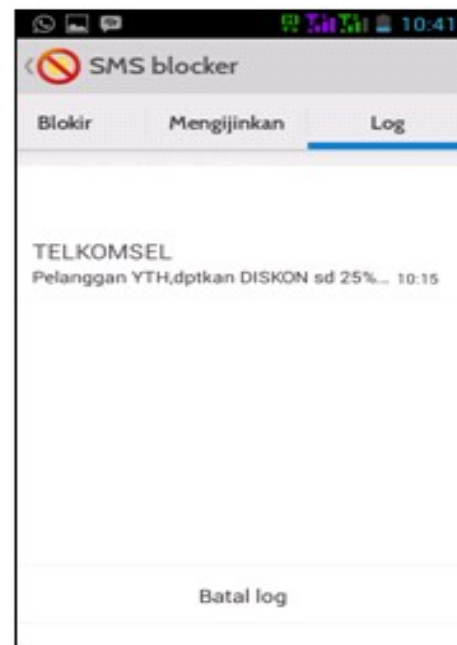 10:41
SMS blocker
Blokir Mengijinkan Log
TELKOMSEL
Pelanggan YTH,dptkan DISKON sd 25%... 10:15
Batal log